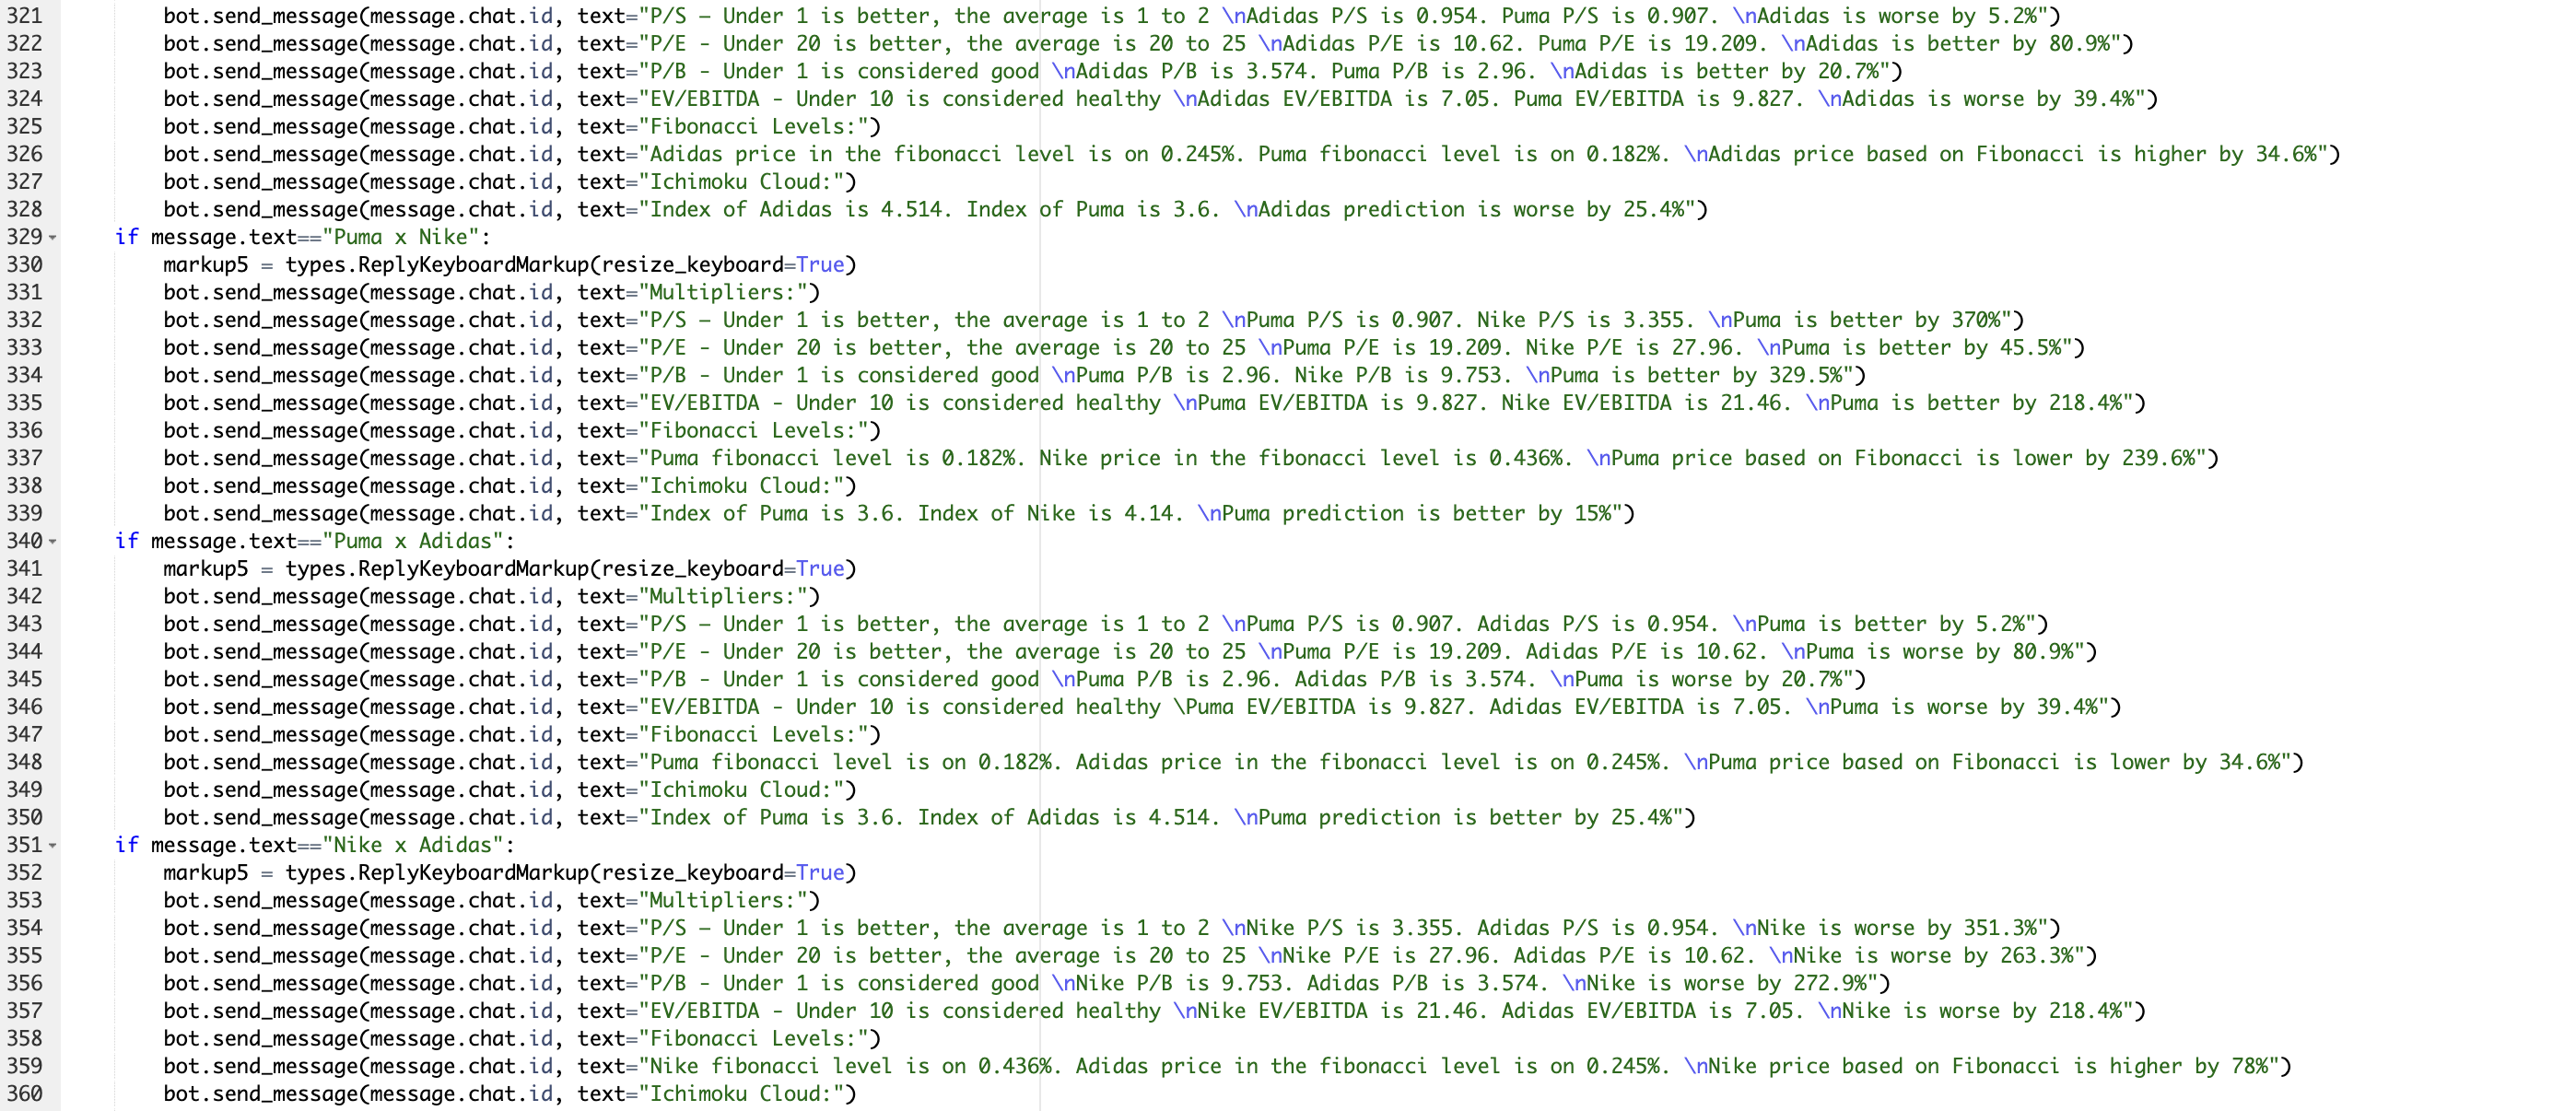 321 bot.send_message(message.chat.id, text="P/S – Under 1 is better, the average is 1 to 2 \nAdidas P/S is 0.954. Puma P/S is 0.907. \nAdidas is worse by 5.2%")
322 bot.send_message(message.chat.id, text="P/E - Under 20 is better, the average is 20 to 25 \nAdidas P/E is 10.62. Puma P/E is 19.209. \nAdidas is better by 80.9%")
323 bot.send_message(message.chat.id, text="P/B - Under 1 is considered good \nAdidas P/B is 3.574. Puma P/B is 2.96. \nAdidas is better by 20.7%")
324 bot.send_message(message.chat.id, text="EV/EBITDA - Under 10 is considered healthy \nAdidas EV/EBITDA is 7.05. Puma EV/EBITDA is 9.827. \nAdidas is worse by 39.4%")
325 bot.send_message(message.chat.id, text="Fibonacci Levels:")
326 bot.send_message(message.chat.id, text="Adidas price in the fibonacci level is on 0.245%. Puma fibonacci level is on 0.182%. \nAdidas price based on Fibonacci is higher by 34.6%")
327 bot.send_message(message.chat.id, text="Ichimoku Cloud:")
328 bot.send_message(message.chat.id, text="Index of Adidas is 4.514. Index of Puma is 3.6. \nAdidas prediction is worse by 25.4%")
329 if message.text=="Puma x Nike":
330 markup5 = types.ReplyKeyboardMarkup(resize_keyboard=True)
331 bot.send_message(message.chat.id, text="Multipliers:")
332 bot.send_message(message.chat.id, text="P/S – Under 1 is better, the average is 1 to 2 \nPuma P/S is 0.907. Nike P/S is 3.355. \nPuma is better by 370%")
333 bot.send_message(message.chat.id, text="P/E - Under 20 is better, the average is 20 to 25 \nPuma P/E is 19.209. Nike P/E is 27.96. \nPuma is better by 45.5%")
334 bot.send_message(message.chat.id, text="P/B - Under 1 is considered good \nPuma P/B is 2.96. Nike P/B is 9.753. \nPuma is better by 329.5%")
335 bot.send_message(message.chat.id, text="EV/EBITDA - Under 10 is considered healthy \nPuma EV/EBITDA is 9.827. Nike EV/EBITDA is 21.46. \nPuma is better by 218.4%")
336 bot.send_message(message.chat.id, text="Fibonacci Levels:")
337 bot.send_message(message.chat.id, text="Puma fibonacci level is 0.182%. Nike price in the fibonacci level is 0.436%. \nPuma price based on Fibonacci is lower by 239.6%")
338 bot.send_message(message.chat.id, text="Ichimoku Cloud:")
339 bot.send_message(message.chat.id, text="Index of Puma is 3.6. Index of Nike is 4.14. \nPuma prediction is better by 15%")
340 if message.text=="Puma x Adidas":
341 markup5 = types.ReplyKeyboardMarkup(resize_keyboard=True)
342 bot.send_message(message.chat.id, text="Multipliers:")
343 bot.send_message(message.chat.id, text="P/S – Under 1 is better, the average is 1 to 2 \nPuma P/S is 0.907. Adidas P/S is 0.954. \nPuma is better by 5.2%")
344 bot.send_message(message.chat.id, text="P/E - Under 20 is better, the average is 20 to 25 \nPuma P/E is 19.209. Adidas P/E is 10.62. \nPuma is worse by 80.9%")
345 bot.send_message(message.chat.id, text="P/B - Under 1 is considered good \nPuma P/B is 2.96. Adidas P/B is 3.574. \nPuma is worse by 20.7%")
346 bot.send_message(message.chat.id, text="EV/EBITDA - Under 10 is considered healthy \Puma EV/EBITDA is 9.827. Adidas EV/EBITDA is 7.05. \nPuma is worse by 39.4%")
347 bot.send_message(message.chat.id, text="Fibonacci Levels:")
348 bot.send_message(message.chat.id, text="Puma fibonacci level is on 0.182%. Adidas price in the fibonacci level is on 0.245%. \nPuma price based on Fibonacci is lower by 34.6%")
349 bot.send_message(message.chat.id, text="Ichimoku Cloud:")
350 bot.send_message(message.chat.id, text="Index of Puma is 3.6. Index of Adidas is 4.514. \nPuma prediction is better by 25.4%")
351 if message.text=="Nike x Adidas":
352 markup5 = types.ReplyKeyboardMarkup(resize_keyboard=True)
353 bot.send_message(message.chat.id, text="Multipliers:")
354 bot.send_message(message.chat.id, text="P/S – Under 1 is better, the average is 1 to 2 \nNike P/S is 3.355. Adidas P/S is 0.954. \nNike is worse by 351.3%")
355 bot.send_message(message.chat.id, text="P/E - Under 20 is better, the average is 20 to 25 \nNike P/E is 27.96. Adidas P/E is 10.62. \nNike is worse by 263.3%")
356 bot.send_message(message.chat.id, text="P/B - Under 1 is considered good \nNike P/B is 9.753. Adidas P/B is 3.574. \nNike is worse by 272.9%")
357 bot.send_message(message.chat.id, text="EV/EBITDA - Under 10 is considered healthy \nNike EV/EBITDA is 21.46. Adidas EV/EBITDA is 7.05. \nNike is worse by 218.4%")
358 bot.send_message(message.chat.id, text="Fibonacci Levels:")
359 bot.send_message(message.chat.id, text="Nike fibonacci level is on 0.436%. Adidas price in the fibonacci level is on 0.245%. \nNike price based on Fibonacci is higher by 78%")
360 bot.send_message(message.chat.id, text="Ichimoku Cloud:")